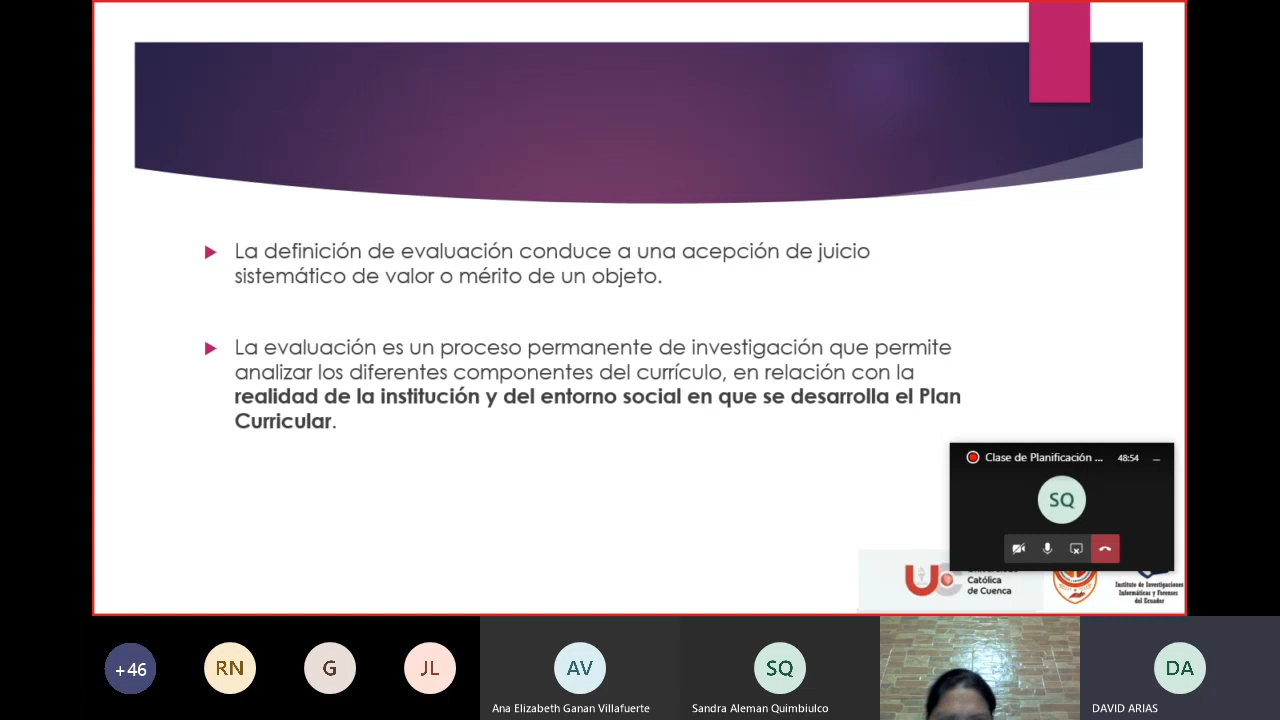 La definición de evaluación conduce a una acepción de juicio
sistemático de valor o mérito de un objeto.
La evaluación es un proceso permanente de investigación que permite
analizar los diferentes componentes del currículo, en relación con la
realidad de la institución y del entorno social en que se desarrolla el Plan
Curricular.
Clase de Planificación ... 48:54
SQ
UC
Católica
de Cuenca
Instituto de Investigaciones
Informáticas y Forenses
del Ecuador
+46
RN
G
JL
AV
SQ
DA
Ana Elizabeth Ganan Villafuerte
Sandra Aleman Quimbiulco
DAVID ARIAS